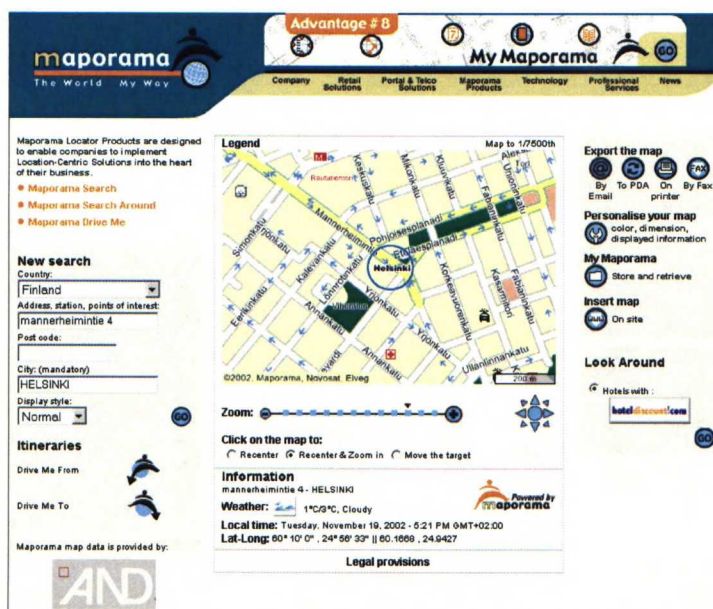 Advantage # 8
maporama
The World My Way
My Maporama
GO
Company
Retail Solutions
Portal & Telco Solutions
Maporama Products
Technology
Professional Services
News
Maporama Locator Products are designed
to enable companies to implement
Location-Centric Solutions into the heart
of their business.
Maporama Search
Maporama Search Around
Maporama Drive Me
New search
Country:
Finland
Address, station, points of interest:
mannerheimintie 4
Post code:
City: (mandatory)
HELSINKI
Display style:
Normal
GO
Itineraries
Drive Me From
Drive Me To
Maporama map data is provided by:
AND
Legend
Map to 1/7500th
M
Rautatientori
Keskuskatu
Mikonkatu
Kluuvikatu
Fabianinkatu
Unioninkatu
Mannerheimintie
Pohjoisesplanadi
Eteläesplanadi
Helsinki
Simonkatu
Yrjönkatu
Kalevankatu
Lönnrotinkatu
Eerikinkatu
Annankatu
Yrjönkatu
Annankatu
Yrjönkatu
Korkeavuorenkatu
Kasarmitori
Fabianinkatu
Ullanlinnankatu
©2002. Maporama, Novosat, Elveg
200 m
Zoom:
Click on the map to:
Recenter
Recenter & Zoom in
Move the target
Information
mannerheimintie 4 - HELSINKI
Weather: 1°C/3°C, Cloudy
Powered by
maporama
Local time: Tuesday, November 19, 2002 - 5:21 PM GMT+02:00
Lat-Long: 60° 10' 0" , 24° 56' 33" || 60.1669 , 24.9427
Legal provisions
Export the map
@
FAX
By Email
To PDA
On printer
By Fax
Personalise your map
color, dimension,
displayed information
My Maporama
Store and retrieve
Insert map
On site
Look Around
Hotels with :
hoteldiscount!com
GO